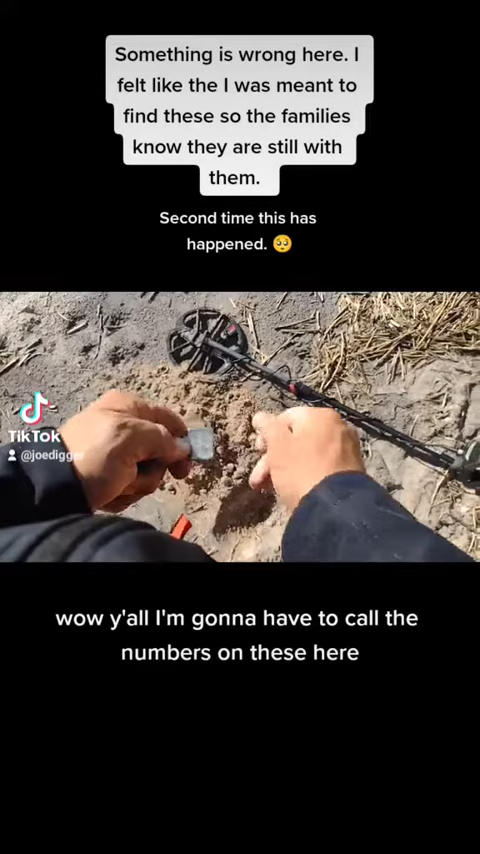 Something is wrong here. I
felt like the I was meant to
find these so the families
know they are still with
them.
Second time this has
happened. 🥺
TikTok
@joedigger
wow y'all I'm gonna have to call the
numbers on these here